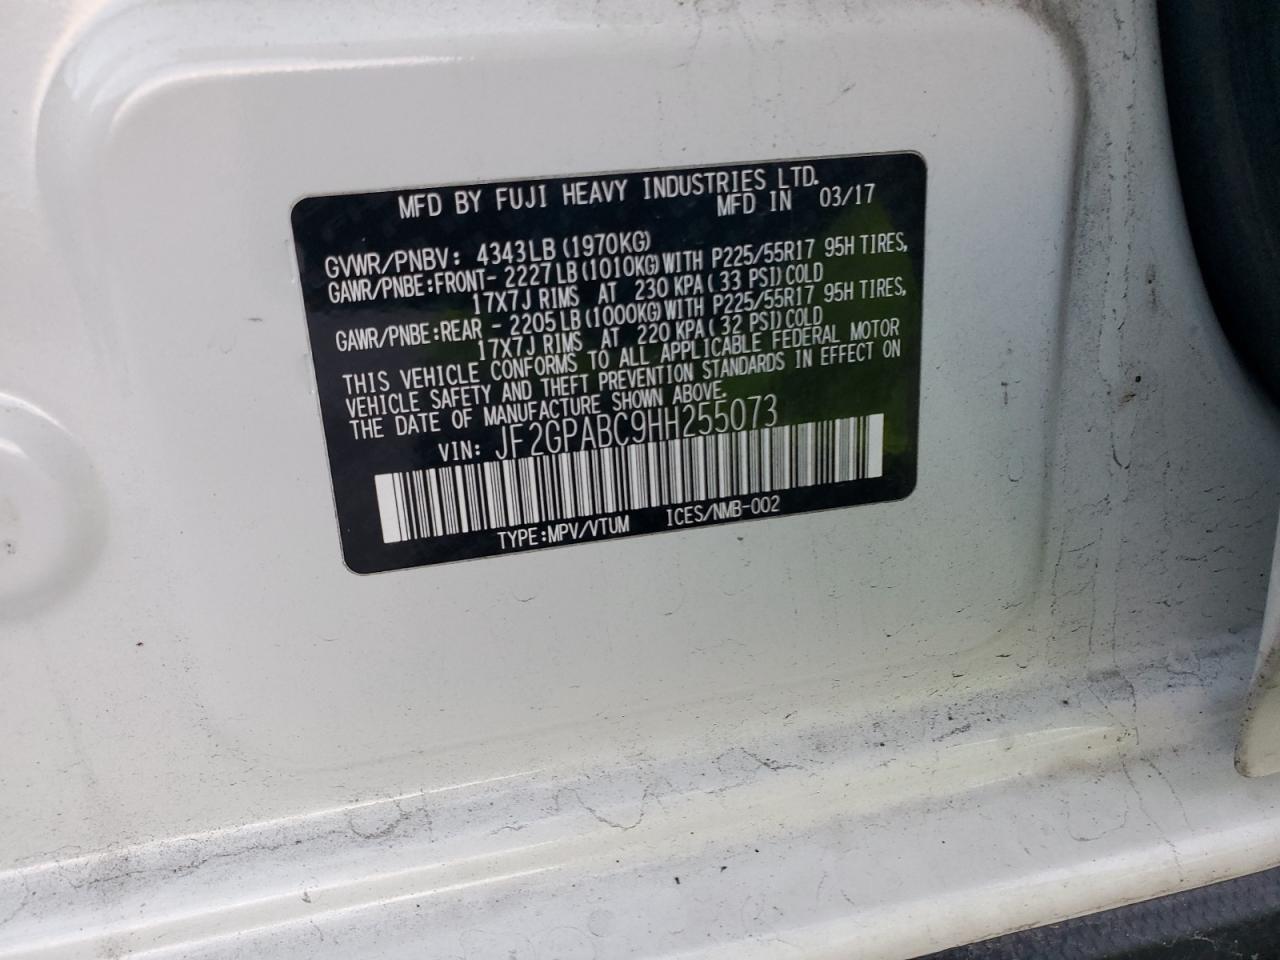 MFD BY FUJI HEAVY INDUSTRIES LTD.
MFD IN 03/17
GVWR/PNBV: 4343LB(1970KG)
GAWR/PNBE:FRONT-2227LB(1010KG)WITH P225/55R17 95H TIRES,
17X7J RIMS AT 230 KPA(33 PSI)COLD
GAWR/PNBE:REAR -2205LB(1000KG)WITH P225/55R17 95H TIRES,
17X7J RIMS AT 220 KPA(32 PSI)COLD
THIS VEHICLE CONFORMS TO ALL APPLICABLE FEDERAL MOTOR
VEHICLE SAFETY AND THEFT PREVENTION STANDARDS IN EFFECT ON
THE DATE OF MANUFACTURE SHOWN ABOVE.
VIN: JF2GPABC9HH255073
TYPE:MPV/VTUM ICES/NMB-002